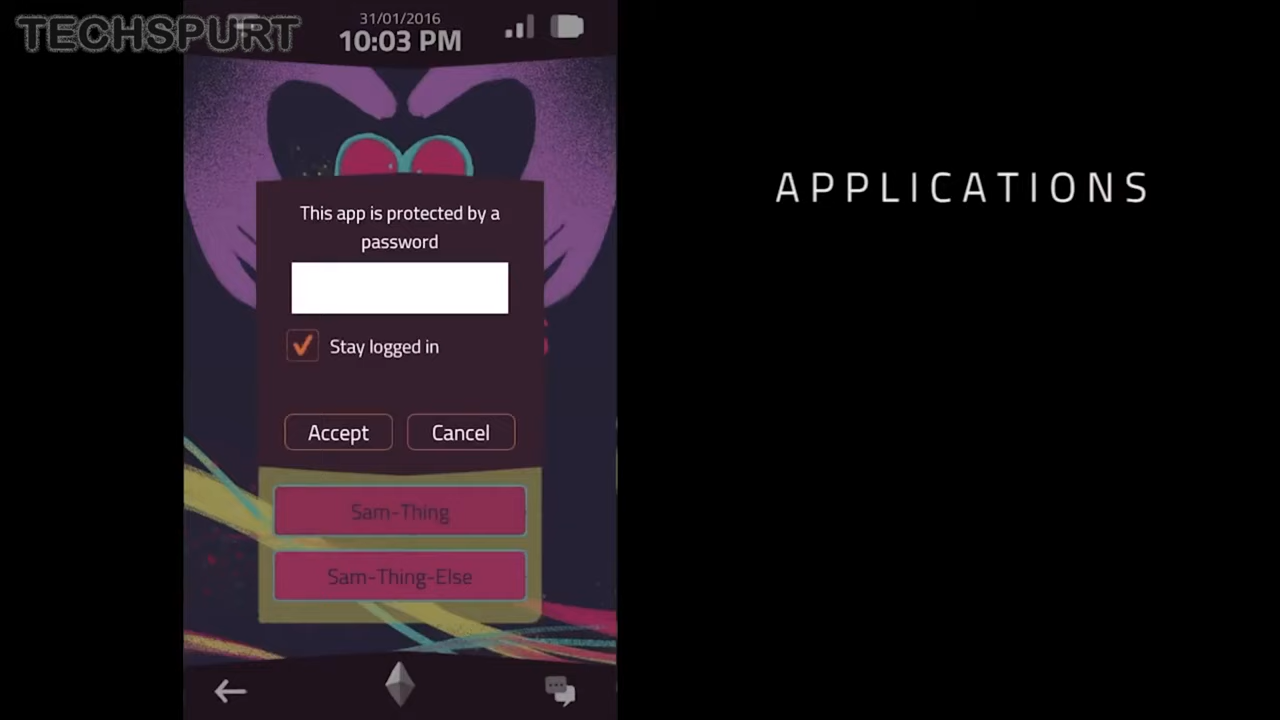 TECHSPURT
31/01/2016
10:03 PM
This app is protected by a
password
Stay logged in
Accept
Cancel
Sam-Thing
Sam-Thing-Else
APPLICATIONS